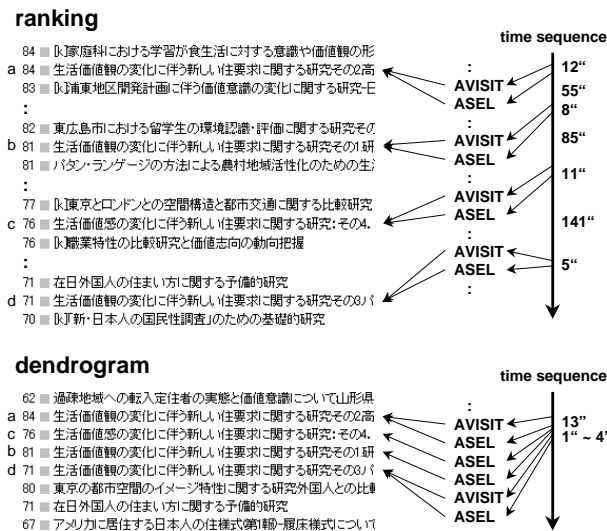 ranking
time sequence
84 ■ [k]家庭科における学習が食生活に対する意識や価値観の形
a 84 ■ 生活価値観の変化に伴う新しい住要求に関する研究その2高
83 ■ [k]浦東地区開発計画に伴う価値意識の変化に関する研究-E
:
82 ■ 東広島市における留学生の環境認識・評価に関する研究その
b 81 ■ 生活価値観の変化に伴う新しい住要求に関する研究その1.研
81 ■ パタン・ランゲージの方法による農村地域活性化のための生
:
77 ■ [k]東京とロンドンとの空間構造と都市交通に関する比較研究
c 76 ■ 生活価値感の変化に伴う新しい住要求に関する研究:その4.
76 ■ [k]職業特性の比較研究と価値志向の動向把握
:
71 ■ 在日外国人の住まい方に関する予備的研究
d 71 ■ 生活価値観の変化に伴う新しい住要求に関する研究その3パ
70 ■ [k]「新・日本人の国民性調査」のための基礎的研究
:
AVISIT
ASEL
:
AVISIT
ASEL
:
AVISIT
ASEL
:
AVISIT
ASEL
:
12“
55“
8“
85“
11“
141“
5“
dendrogram
time sequence
62 ■ 過疎地域への転入定住者の実態と価値意識について山形県
a 84 ■ 生活価値観の変化に伴う新しい住要求に関する研究その2高
c 76 ■ 生活価値感の変化に伴う新しい住要求に関する研究:その4.
b 81 ■ 生活価値観の変化に伴う新しい住要求に関する研究その1.研
d 71 ■ 生活価値観の変化に伴う新しい住要求に関する研究その3パ
80 ■ 東京の都市空間のイメージ特性に関する研究外国人との比較
71 ■ 在日外国人の住まい方に関する予備的研究
67 ■ アメリカに居住する日本人の住様式第1報-履床様式について
:
AVISIT
ASEL
ASEL
ASEL
AVISIT
ASEL
13”
1“ ~ 4”